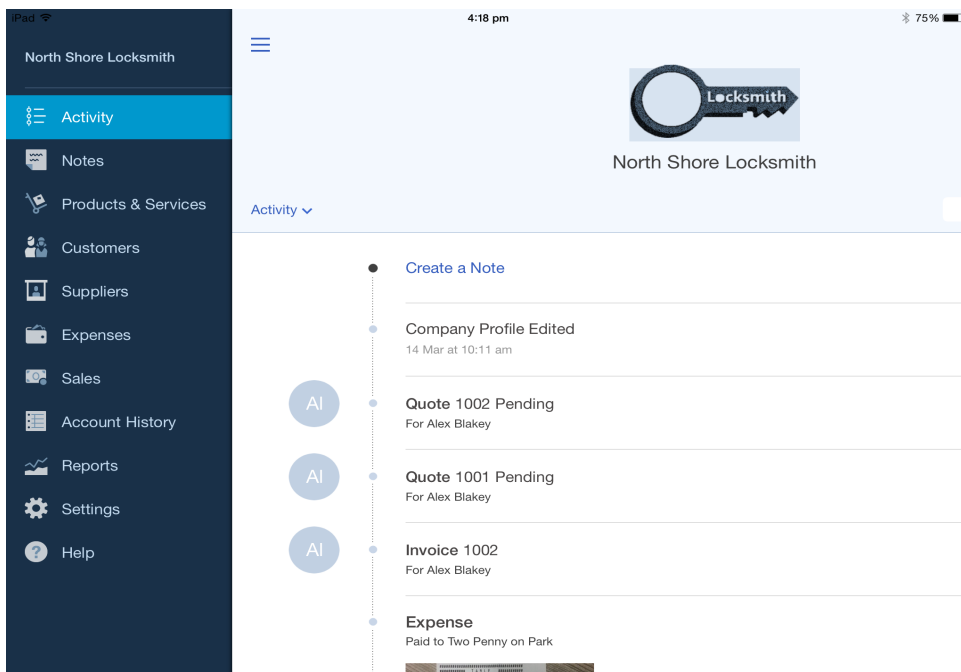 iPad
4:18 pm
75%
North Shore Locksmith
Activity
Notes
Products & Services
Customers
Suppliers
Expenses
Sales
Account History
Reports
Settings
Help
Locksmith
North Shore Locksmith
Activity
Create a Note
Company Profile Edited
14 Mar at 10:11 am
AI
Quote 1002 Pending
For Alex Blakey
AI
Quote 1001 Pending
For Alex Blakey
AI
Invoice 1002
For Alex Blakey
Expense
Paid to Two Penny on Park